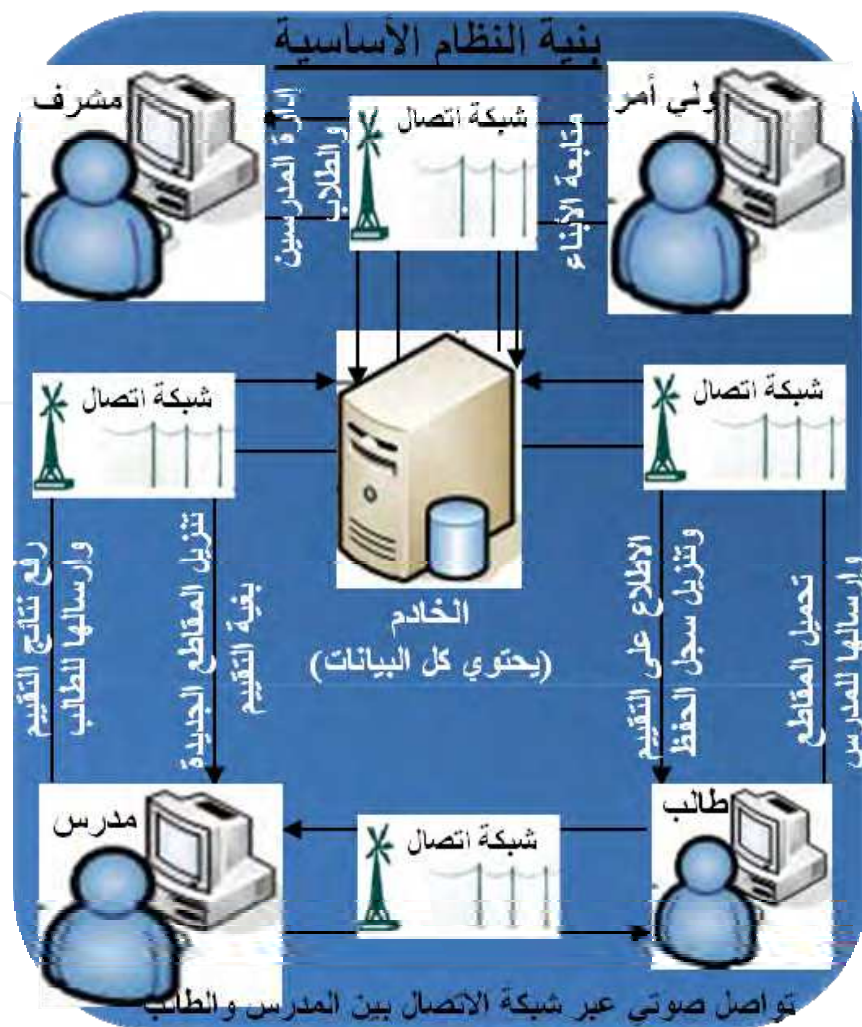 بنية النظام الأساسية
ولي أمر
شبكة اتصال
مشرف
متابعة الأبناء
إدارة المدرسين
والطلاب
شبكة اتصال
شبكة اتصال
الخادم
(يحتوي كل البيانات)
تحميل المقاطع
وإرسالها للمدرس
الاطلاع على التقييم
وتنزيل سجل الحفظ
تنزيل المقاطع الجديدة
بغية التقييم
رفع نتائج التقييم
وإرسالها للطالب
طالب
شبكة اتصال
مدرس
تواصل صوتي عبر شبكة الاتصال بين المدرس والطالب